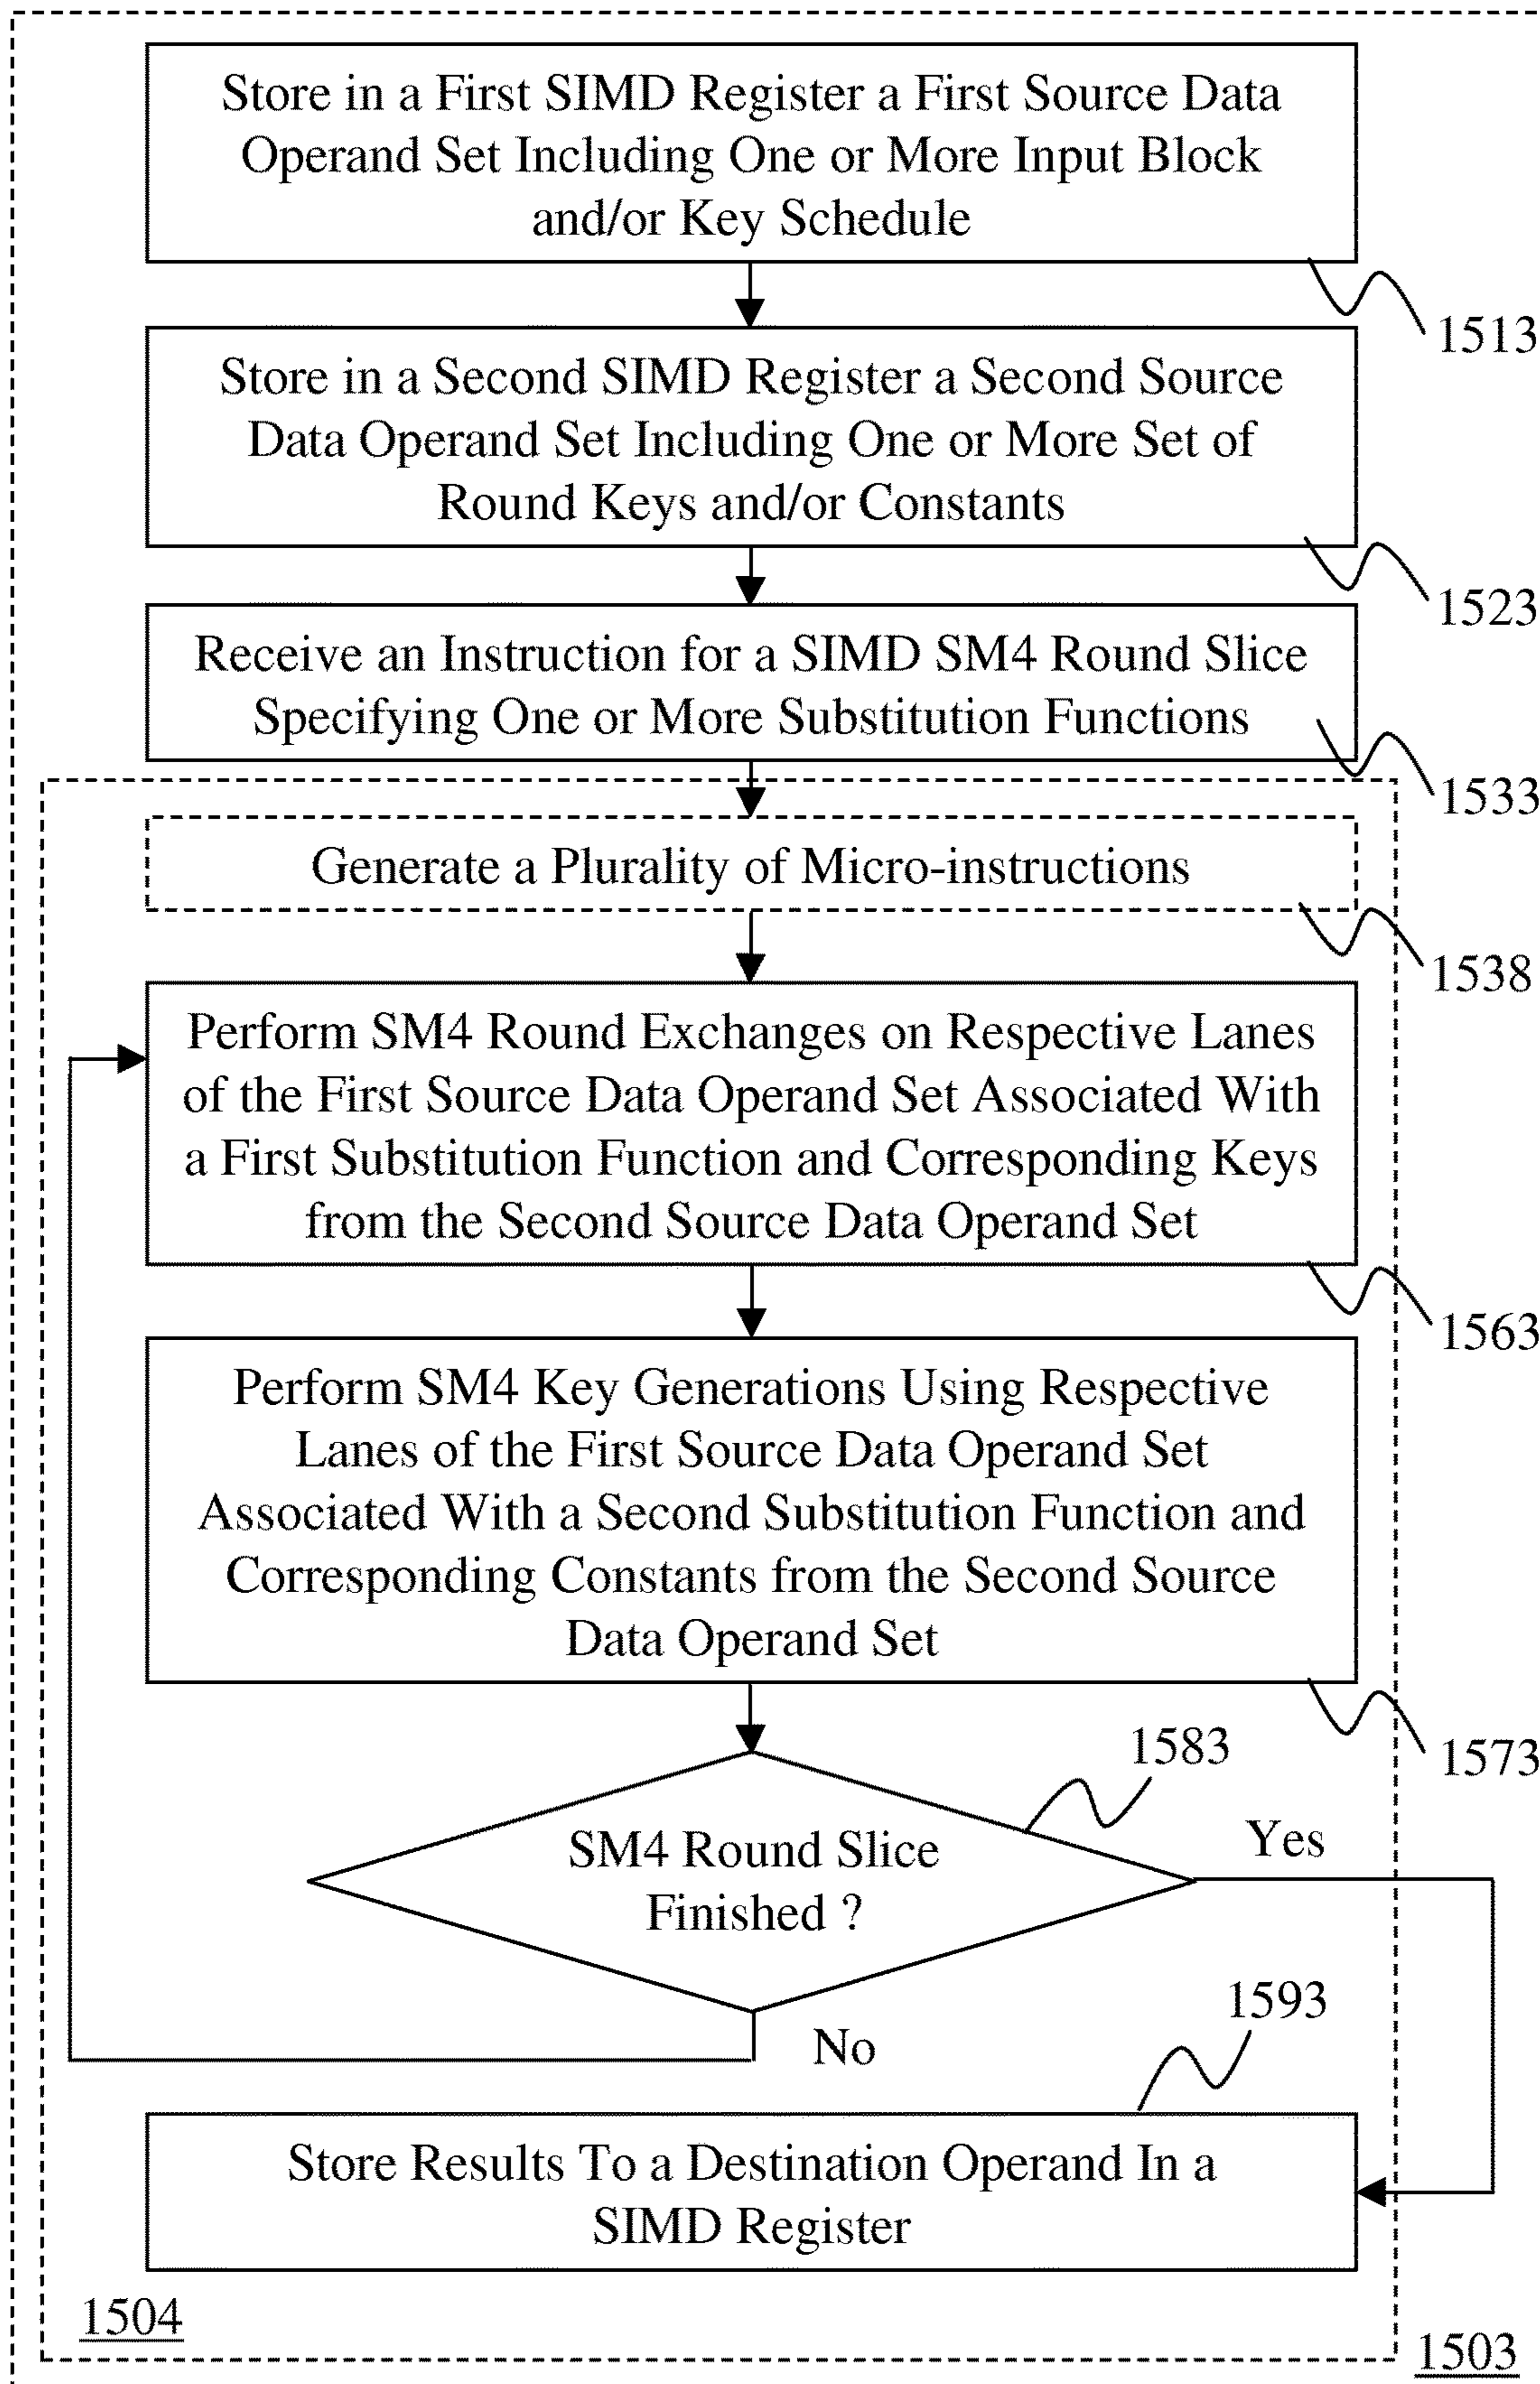 Store in a First SIMD Register a First Source Data
Operand Set Including One or More Input Block
and/or Key Schedule
1513
Store in a Second SIMD Register a Second Source
Data Operand Set Including One or More Set of
Round Keys and/or Constants
1523
Receive an Instruction for a SIMD SM4 Round Slice
Specifying One or More Substitution Functions
1533
Generate a Plurality of Micro-instructions
1538
Perform SM4 Round Exchanges on Respective Lanes
of the First Source Data Operand Set Associated With
a First Substitution Function and Corresponding Keys
from the Second Source Data Operand Set
1563
Perform SM4 Key Generations Using Respective
Lanes of the First Source Data Operand Set
Associated With a Second Substitution Function and
Corresponding Constants from the Second Source
Data Operand Set
1573
1583
SM4 Round Slice
Finished ?
Yes
No
1593
Store Results To a Destination Operand In a
SIMD Register
1504
1503